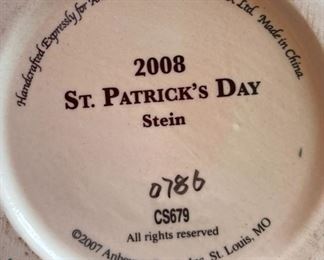 Handcrafted Expressly for
Ltd. Made in China
2008
ST. PATRICK'S DAY
Stein
0786
CS679
All rights reserved
©2007
St. Louis, MO